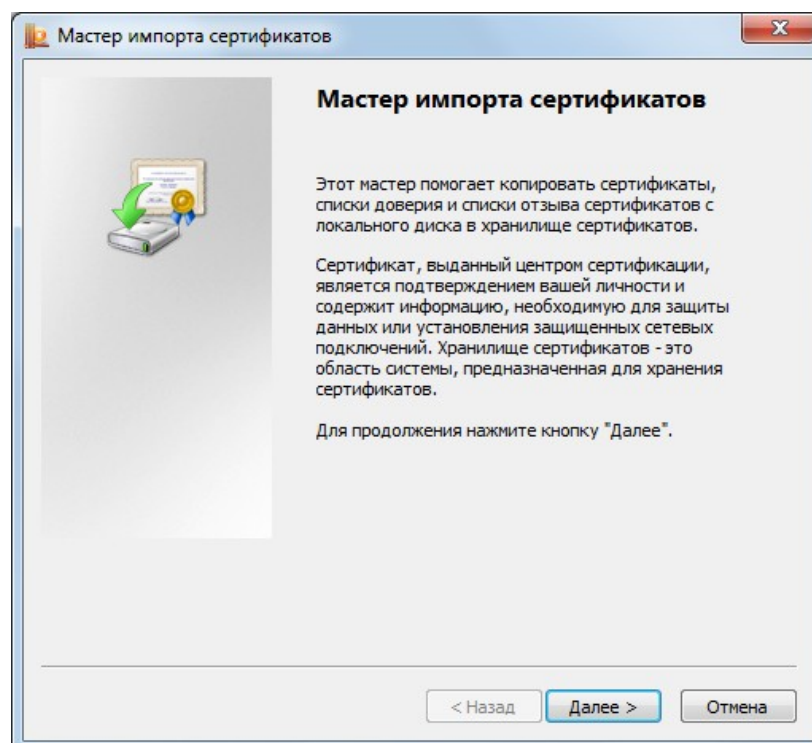 Мастер импорта сертификатов
Мастер импорта сертификатов
Этот мастер помогает копировать сертификаты,
списки доверия и списки отзыва сертификатов с
локального диска в хранилище сертификатов.
Сертификат, выданный центром сертификации,
является подтверждением вашей личности и
содержит информацию, необходимую для защиты
данных или установления защищенных сетевых
подключений. Хранилище сертификатов - это
область системы, предназначенная для хранения
сертификатов.
Для продолжения нажмите кнопку "Далее".
< Назад Далее > Отмена